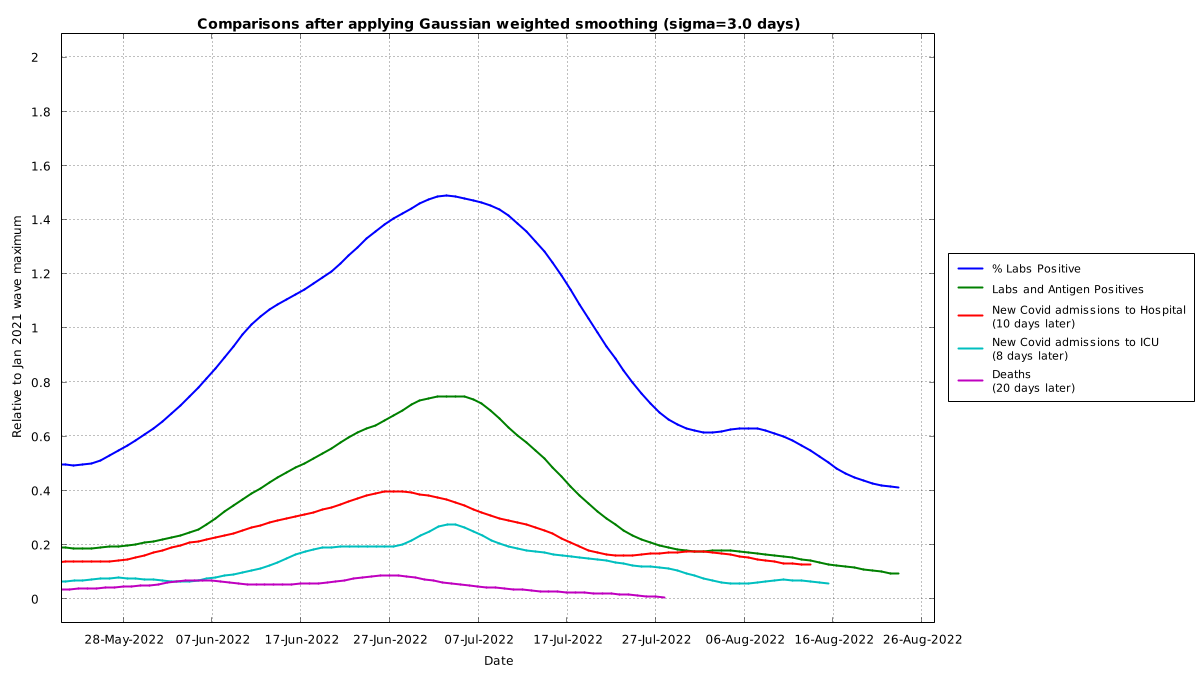 Comparisons after applying Gaussian weighted smoothing (sigma=3.0 days)
Relative to Jan 2021 wave maximum
2
1.8
1.6
1.4
1.2
1
0.8
0.6
0.4
0.2
0
28-May-2022 07-Jun-2022 17-Jun-2022 27-Jun-2022 07-Jul-2022 17-Jul-2022 27-Jul-2022 06-Aug-2022 16-Aug-2022 26-Aug-2022
Date
% Labs Positive
Labs and Antigen Positives
New Covid admissions to Hospital
(10 days later)
New Covid admissions to ICU
(8 days later)
Deaths
(20 days later)